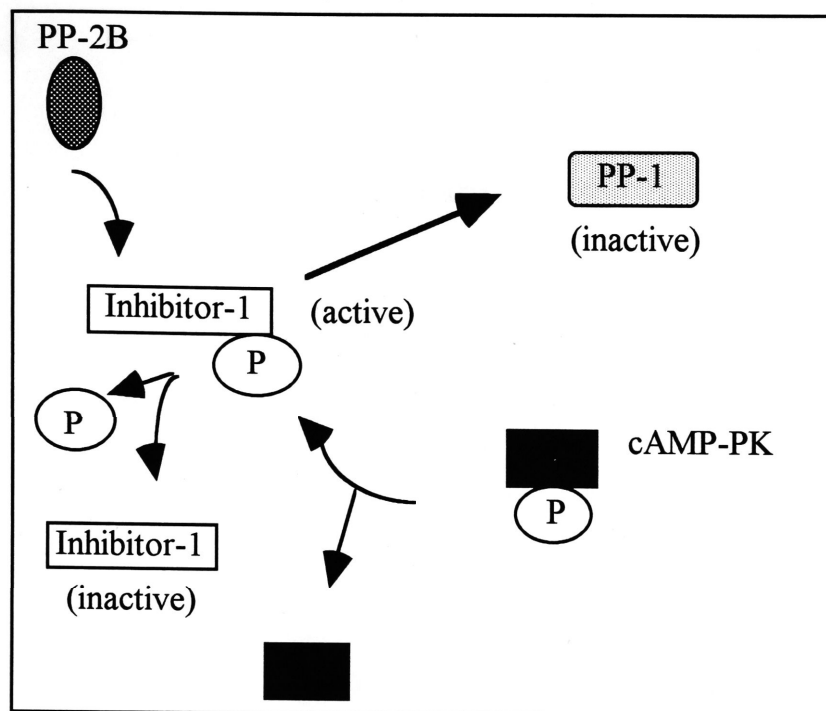 PP-2B
PP-1
(inactive)
Inhibitor-1
(active)
P
P
cAMP-PK
P
Inhibitor-1
(inactive)